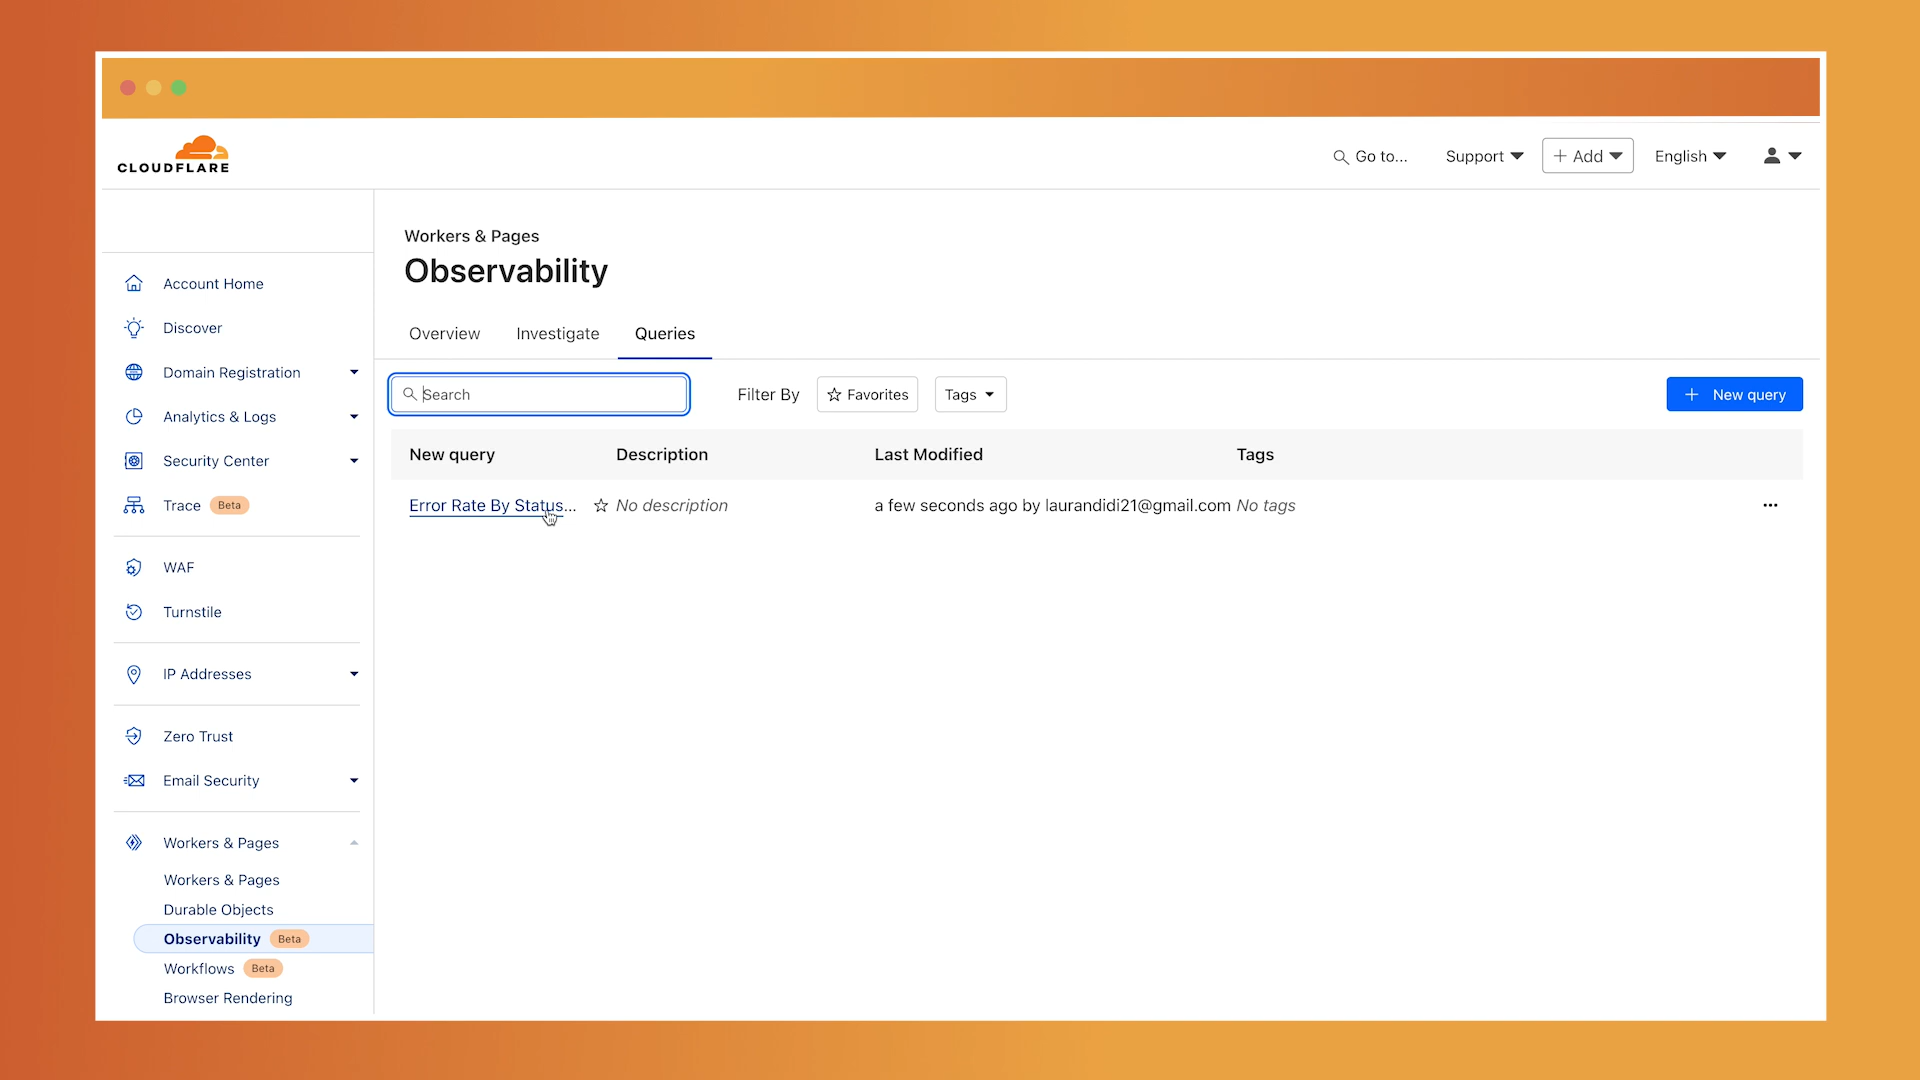 CLOUDFLARE
Go to...
Support
+ Add
English
Account Home
Discover
Domain Registration
Analytics & Logs
Security Center
Trace Beta
WAF
Turnstile
IP Addresses
Zero Trust
Email Security
Workers & Pages
Workers & Pages
Durable Objects
Observability Beta
Workflows Beta
Browser Rendering
Workers & Pages
Observability
Overview Investigate Queries
Search
Filter By Favorites Tags
+ New query
New query Description Last Modified Tags
Error Rate By Status... No description a few seconds ago by laurandidi21@gmail.com No tags ...